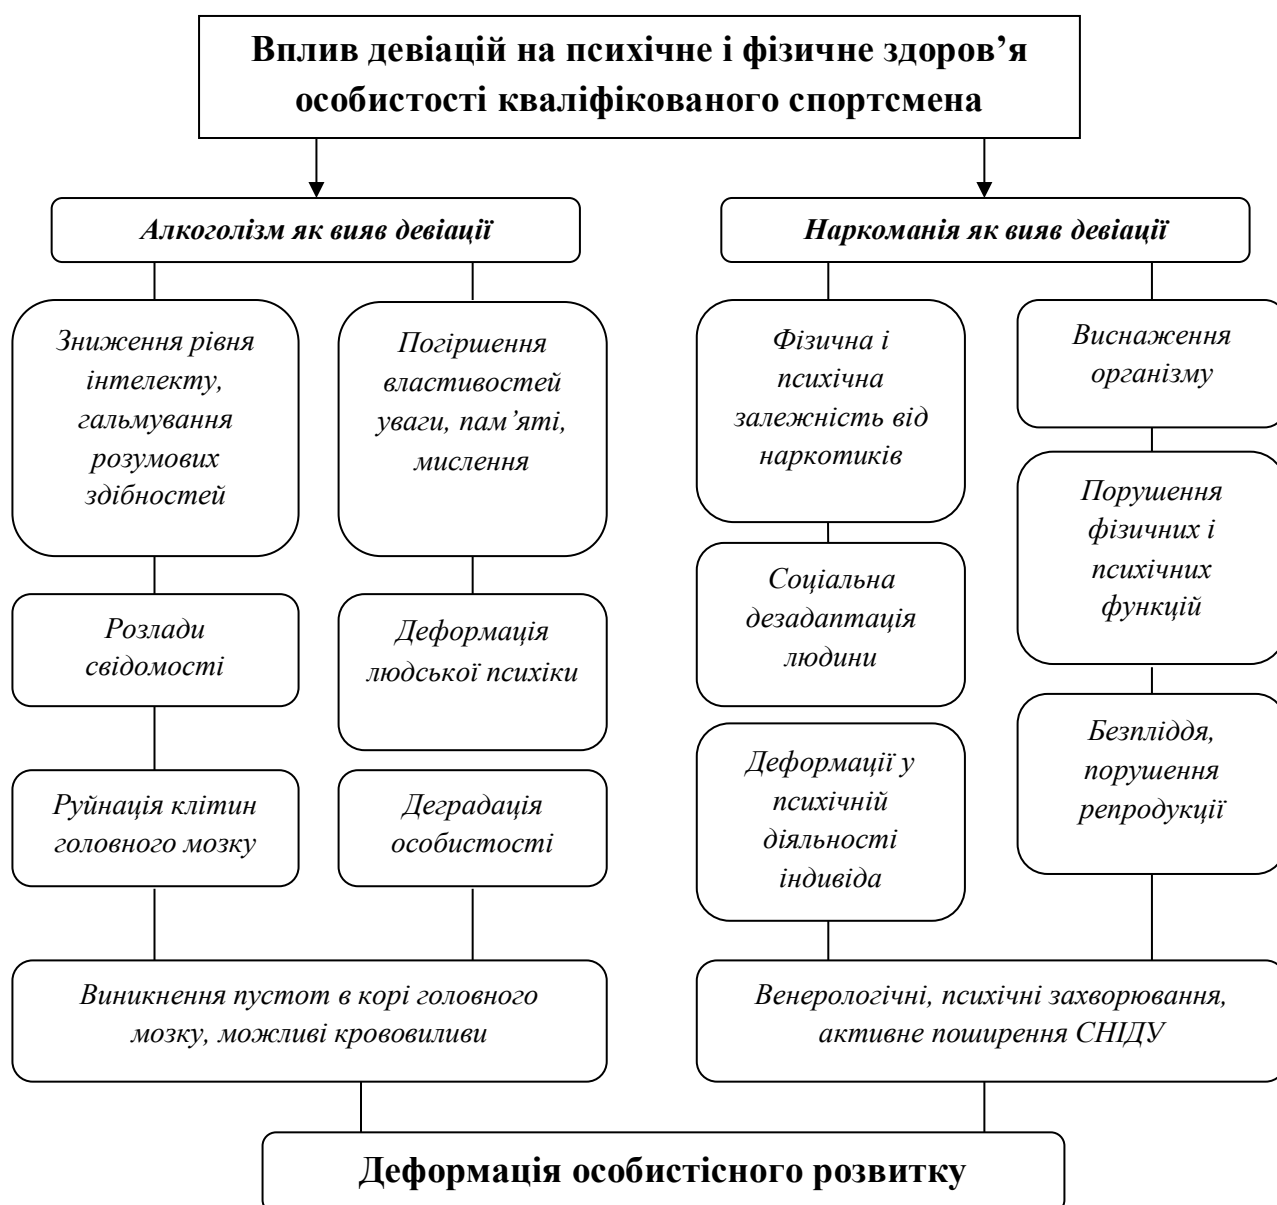 Вплив девіацій на психічне і фізичне здоров’я
особистості кваліфікованого спортсмена
Алкоголізм як вияв девіації
Наркоманія як вияв девіації
Зниження рівня
інтелекту,
гальмування
розумових
здібностей
Погіршення
властивостей
уваги, пам’яті,
мислення
Фізична і
психічна
залежність від
наркотиків
Виснаження
організму
Порушення
фізичних і
психічних
функцій
Соціальна
дезадаптація
людини
Розлади
свідомості
Деформація
людської психіки
Деформації у
психічній
діяльності
індивіда
Безпліддя,
порушення
репродукції
Руйнація клітин
головного мозку
Деградація
особистості
Виникнення пустот в корі головного
мозку, можливі крововиливи
Венерологічні, психічні захворювання,
активне поширення СНІДУ
Деформація особистісного розвитку